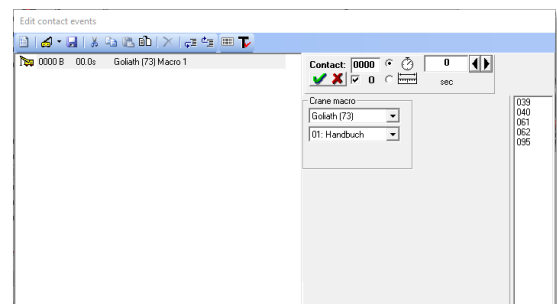 Edit contact events
0000 B 00.0s Goliath (73) Macro 1
Contact: 0000 0
0 sec
Crane macro
Goliath (73)
01: Handbuch
039
040
061
062
095